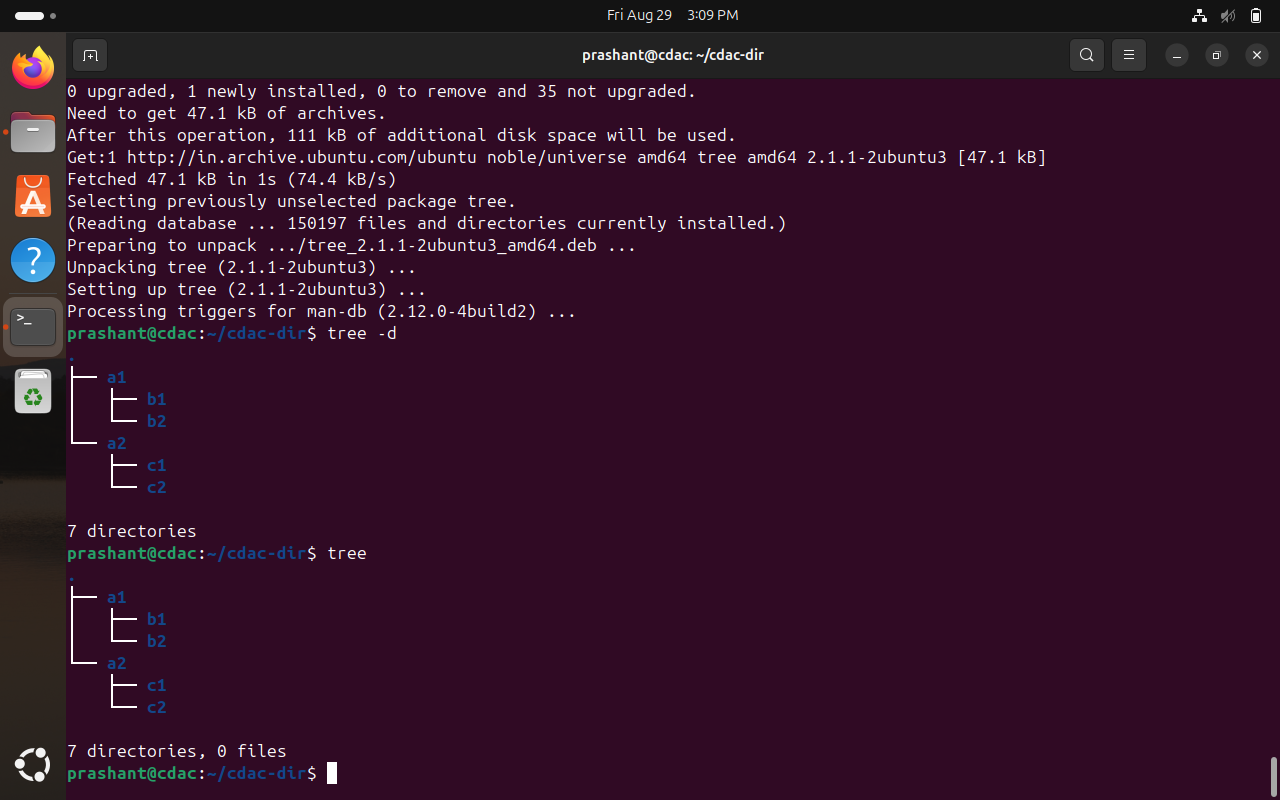 Fri Aug 29 3:09 PM
prashant@cdac: ~/cdac-dir
0 upgraded, 1 newly installed, 0 to remove and 35 not upgraded.
Need to get 47.1 kB of archives.
After this operation, 111 kB of additional disk space will be used.
Get:1 http://in.archive.ubuntu.com/ubuntu noble/universe amd64 tree amd64 2.1.1-2ubuntu3 [47.1 kB]
Fetched 47.1 kB in 1s (74.4 kB/s)
Selecting previously unselected package tree.
(Reading database ... 150197 files and directories currently installed.)
Preparing to unpack .../tree_2.1.1-2ubuntu3_amd64.deb ...
Unpacking tree (2.1.1-2ubuntu3) ...
Setting up tree (2.1.1-2ubuntu3) ...
Processing triggers for man-db (2.12.0-4build2) ...
prashant@cdac:~/cdac-dir$ tree -d
.
├── a1
│   ├── b1
│   └── b2
└── a2
    ├── c1
    └── c2
7 directories
prashant@cdac:~/cdac-dir$ tree
.
├── a1
│   ├── b1
│   └── b2
└── a2
    ├── c1
    └── c2
7 directories, 0 files
prashant@cdac:~/cdac-dir$